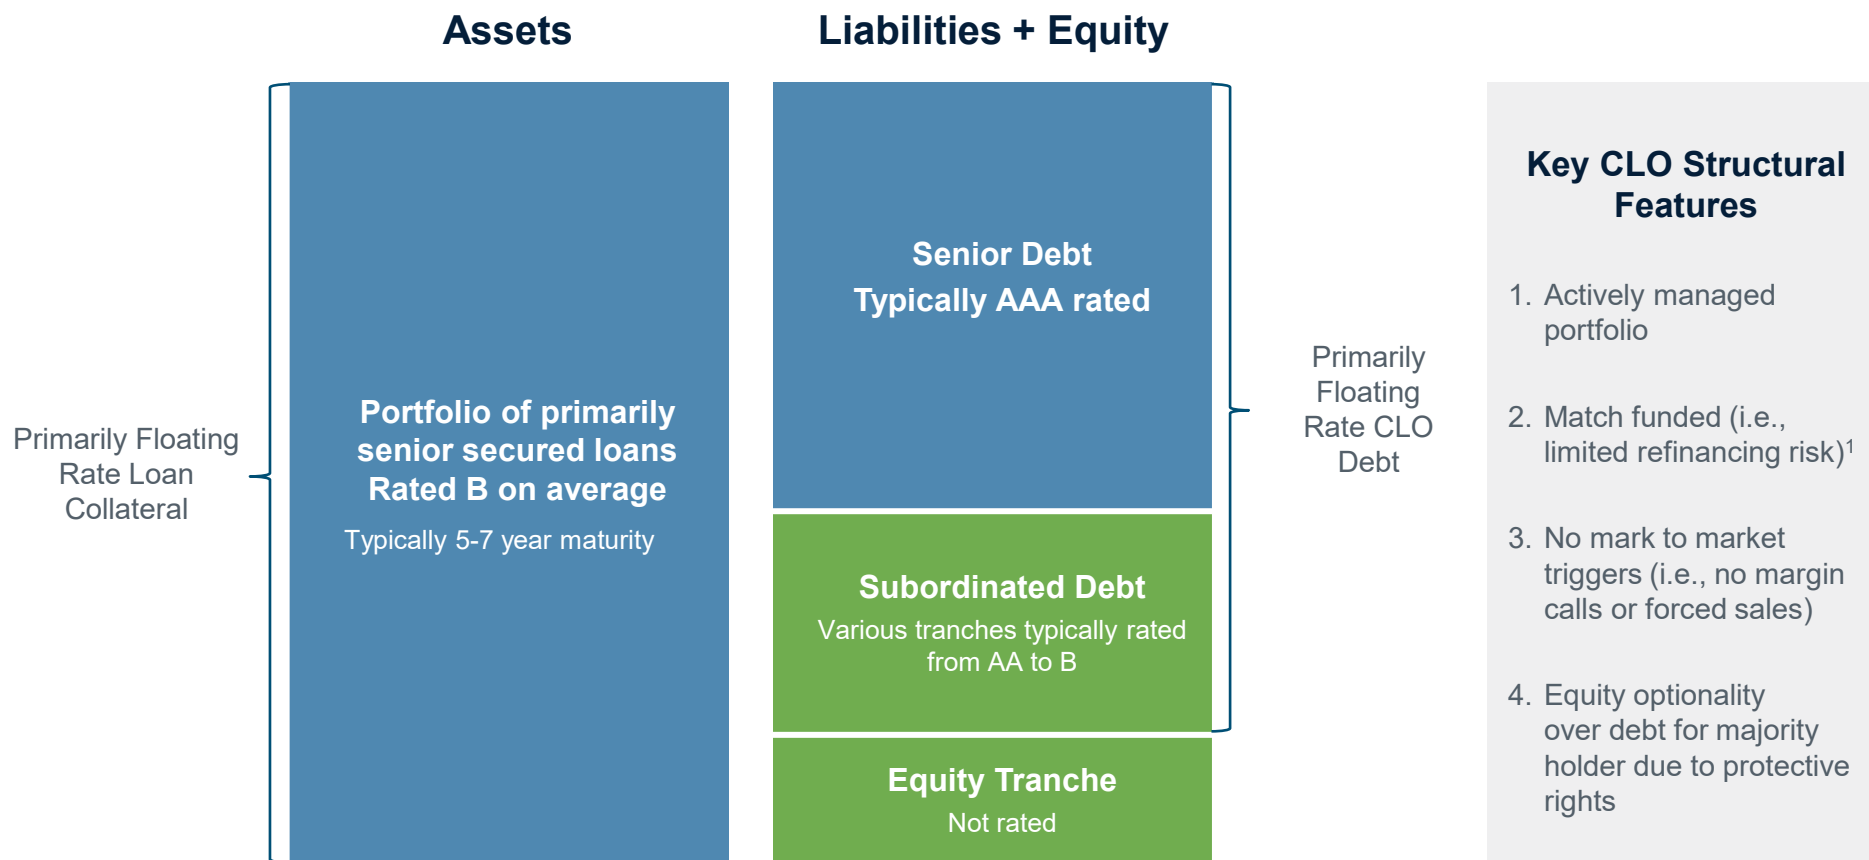 Assets
Liabilities + Equity
Primarily Floating
Rate Loan
Collateral
Portfolio of primarily
senior secured loans
Rated B on average
Typically 5-7 year maturity
Senior Debt
Typically AAA rated
Subordinated Debt
Various tranches typically rated
from AA to B
Equity Tranche
Not rated
Primarily
Floating
Rate CLO
Debt
Key CLO Structural
Features
1. Actively managed
portfolio
2. Match funded (i.e.,
limited refinancing risk)¹
3. No mark to market
triggers (i.e., no margin
calls or forced sales)
4. Equity optionality
over debt for majority
holder due to protective
rights